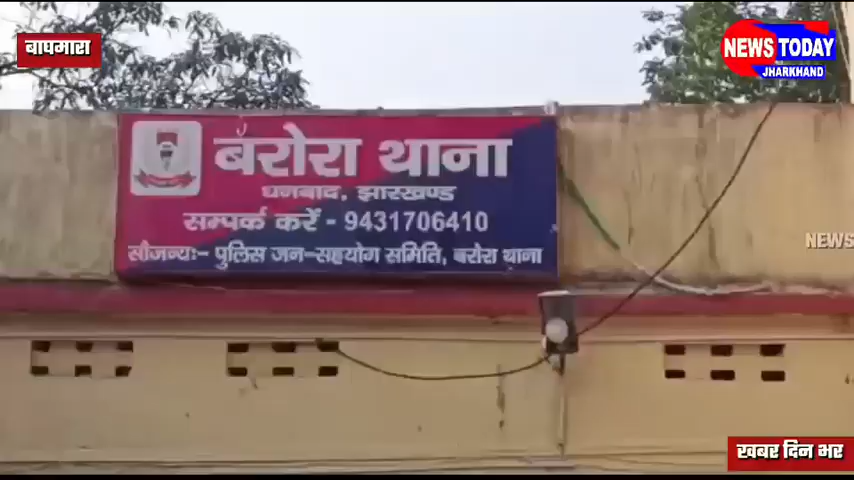 बाघमारा
NEWS TODAY
JHARKHAND
बरोरा थाना
धनबाद, झारखण्ड
सम्पर्क करें - 9431706410
सौजन्य:- पुलिस जन-सहयोग समिति, बरोरा थाना
NEWS
खबर दिन भर